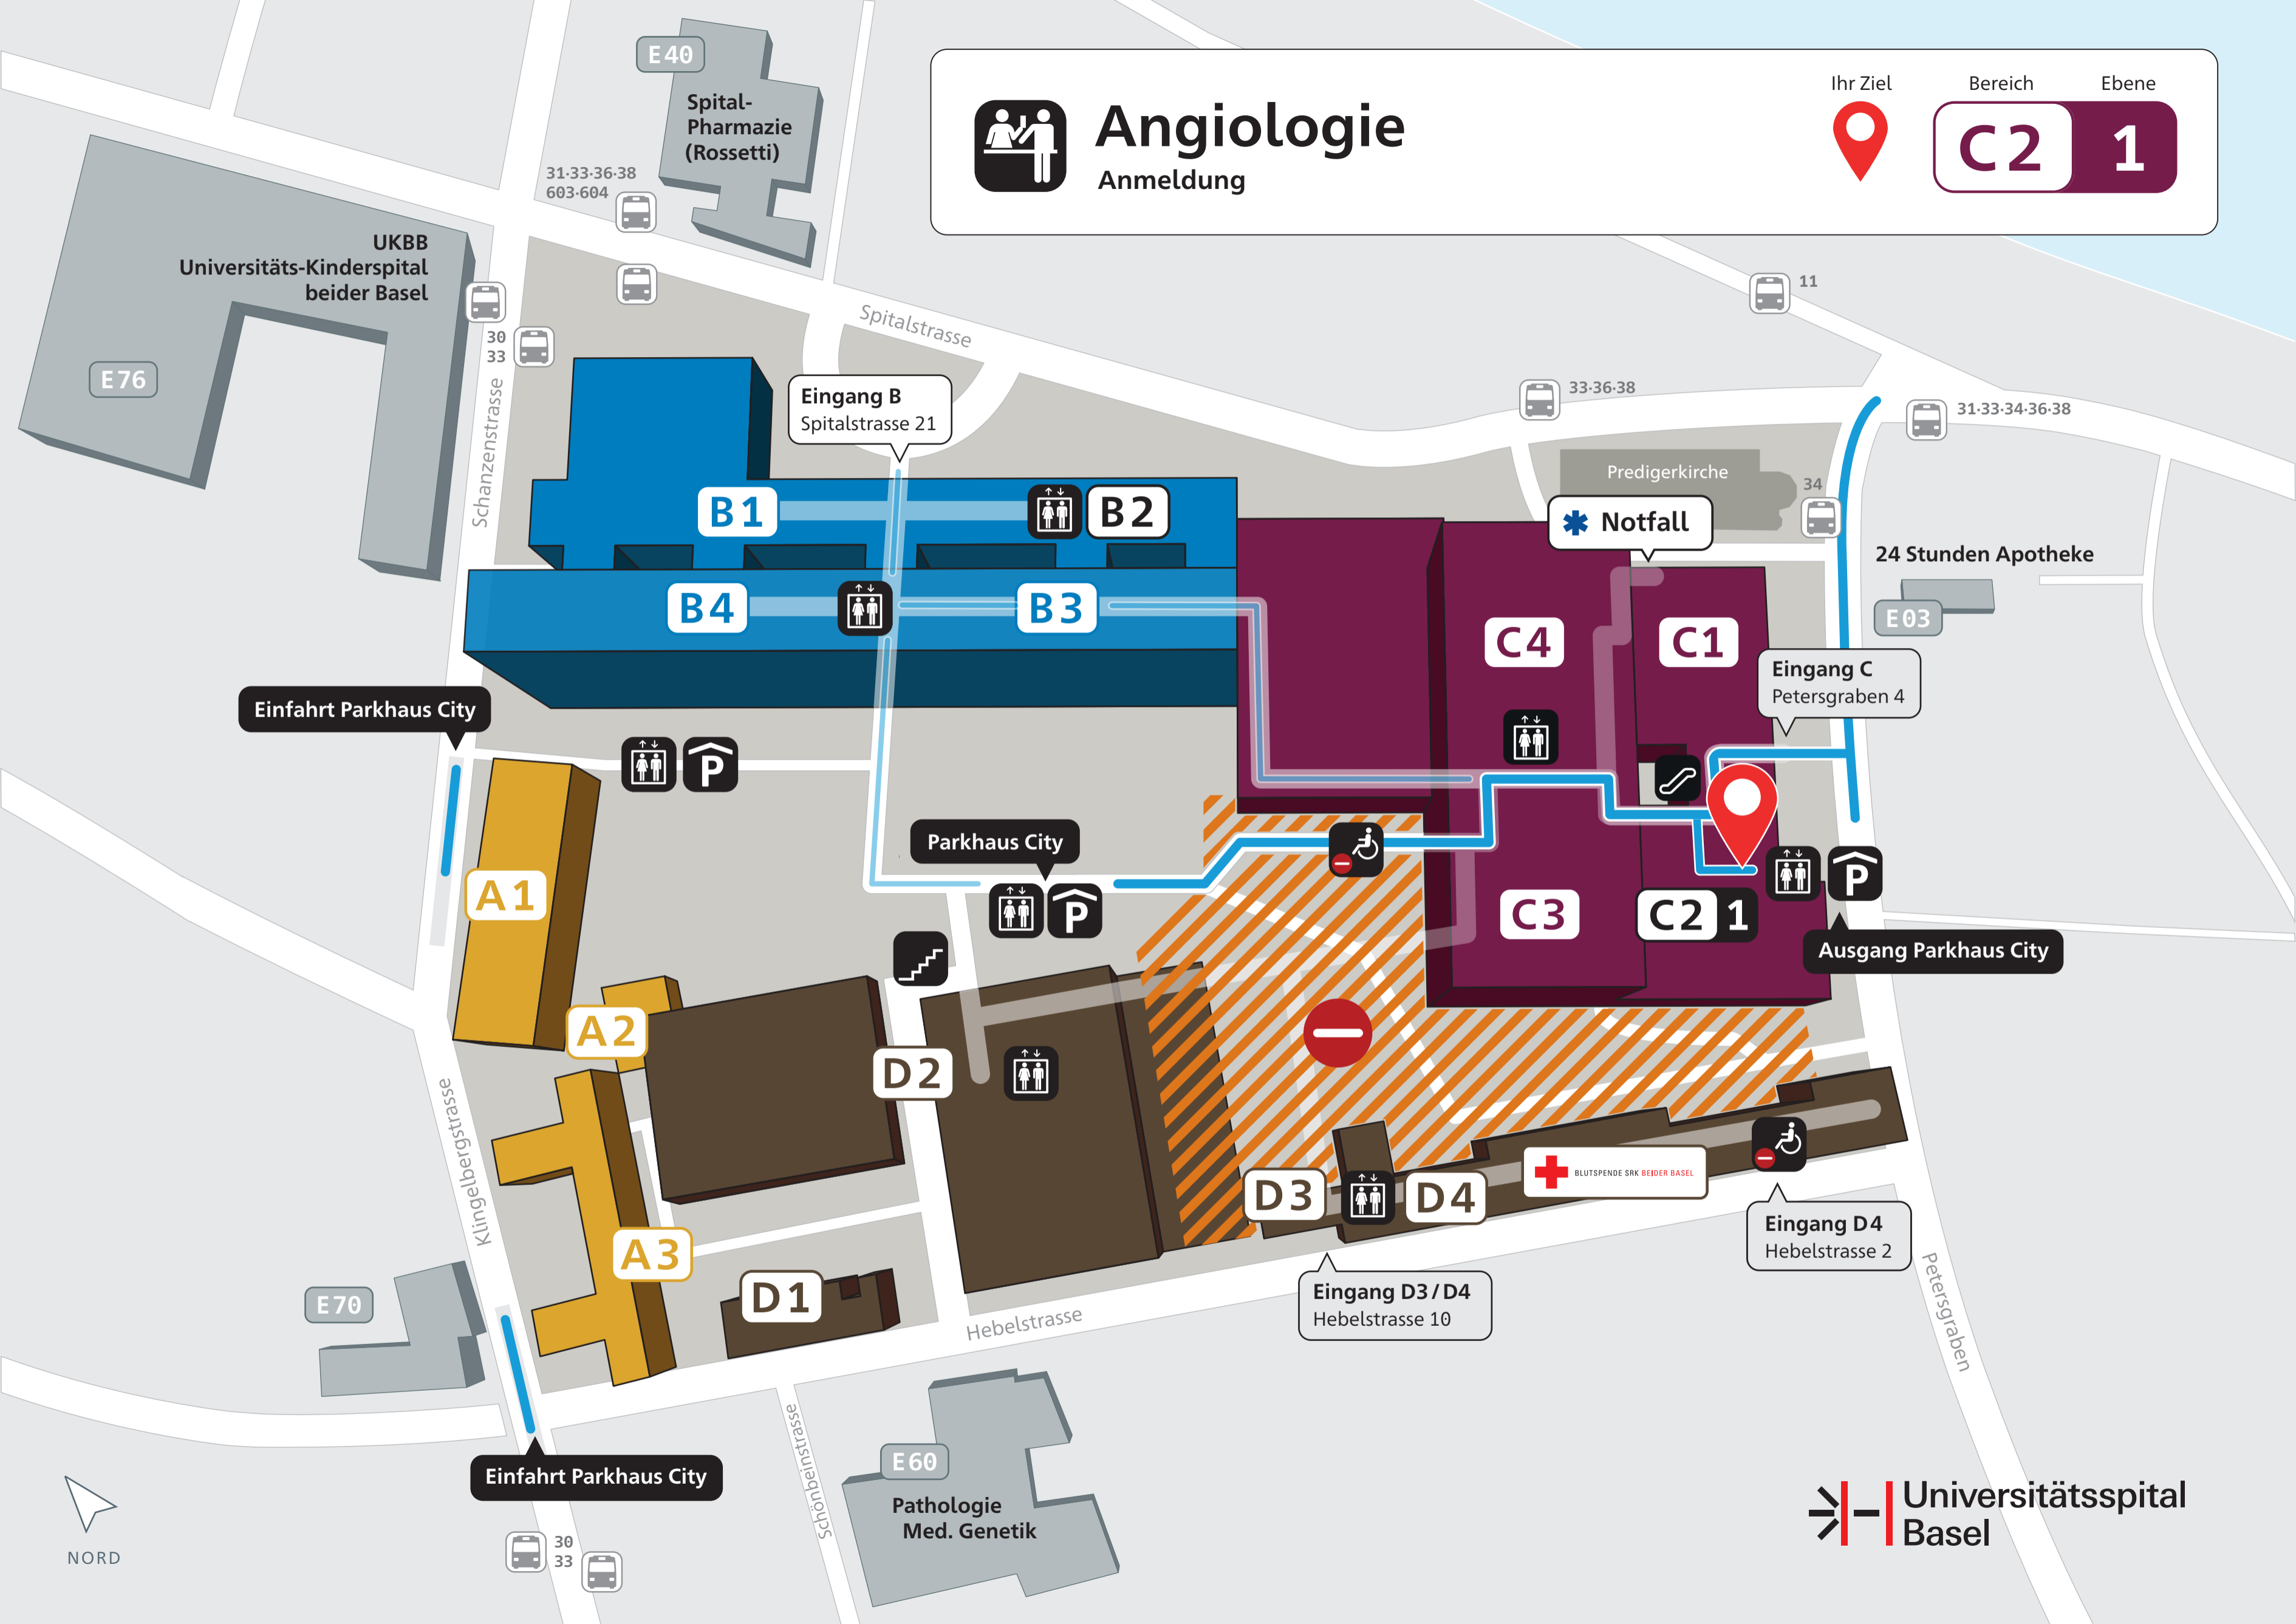 E40
Spital-
Pharmazie
(Rossetti)
31·33·36·38
603·604
Angiologie
Anmeldung
Ihr Ziel
Bereich
Ebene
C2
1
UKBB
Universitäts-Kinderspital
beider Basel
E76
30
33
Schanzenstrasse
Spitalstrasse
11
33·36·38
31·33·34·36·38
Eingang B
Spitalstrasse 21
Predigerkirche
34
Notfall
B1
B2
B4
B3
24 Stunden Apotheke
E03
C4
C1
Eingang C
Petersgraben 4
Einfahrt Parkhaus City
P
Parkhaus City
P
A1
C3
C2
1
P
Ausgang Parkhaus City
A2
D2
D3
D4
BLUTSPENDE SRK BEIDER BASEL
Eingang D4
Hebelstrasse 2
Klingelbergstrasse
A3
D1
Eingang D3/D4
Hebelstrasse 10
Hebelstrasse
Petersgraben
E70
Einfahrt Parkhaus City
Schönbeinstrasse
E60
Pathologie
Med. Genetik
NORD
30
33
Universitätsspital
Basel